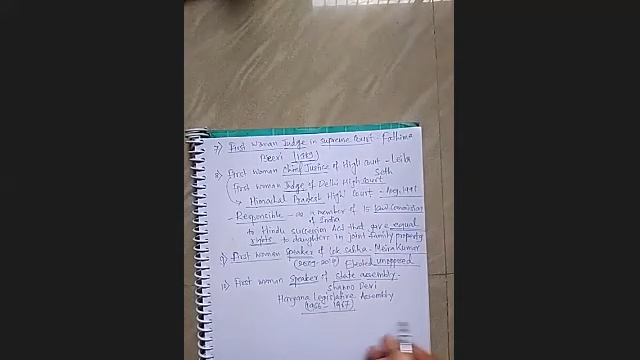 7) First woman Judge in supreme court - Fathima
Beevi (1989)
8) First woman Chief Justice of High court - Leila
Seth
First woman Judge of Delhi High court
Himachal Pradesh High Court - Aug, 1991
- Responsible - as a member of 15 law commission
of India
to Hindu succession Act that gave equal
rights to daughters in joint family property
9) First women speaker of Lok sabha - Meira Kumar
(2009-2014) Elected unopposed
10) First woman speaker of state assembly -
Shanno Devi
Haryana Legislative Assembly
(1966 - 1967)